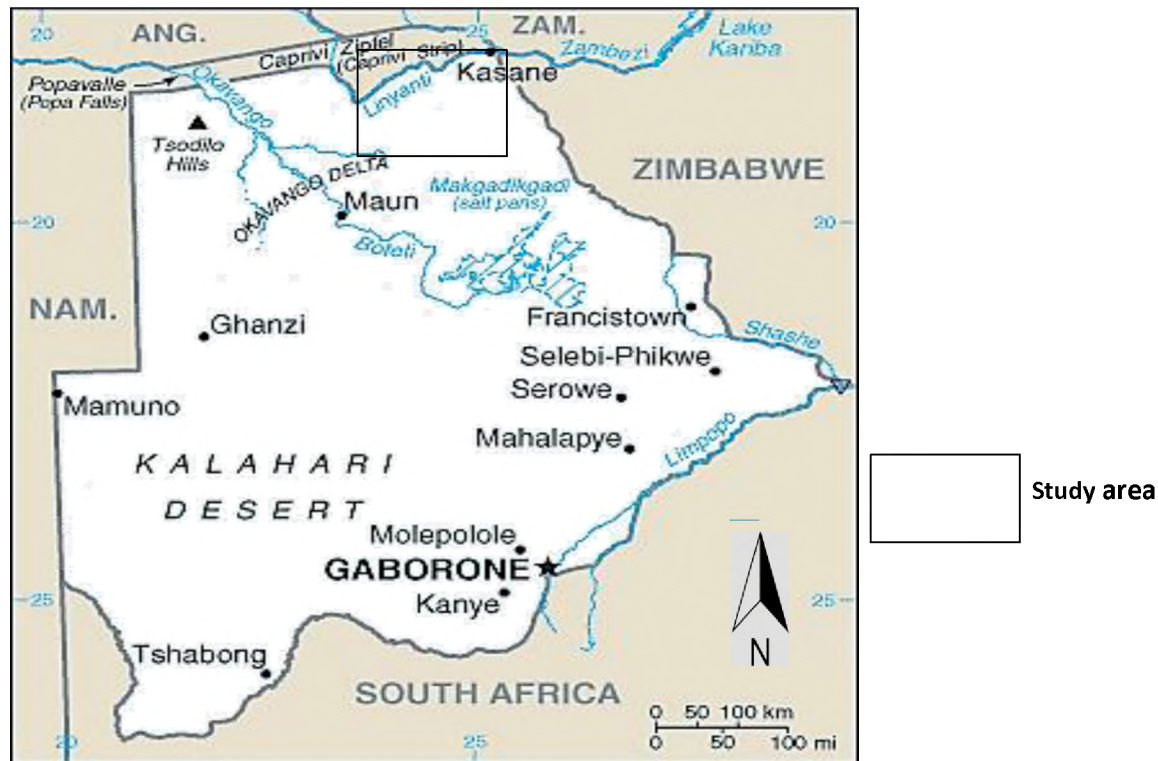 20
ANG.
25
ZAM.
Lake
Kariba
Zambezi
Caprivi Zipfel
(Caprivi Strip)
Kasane
Popavalle
(Popa Falls)
Okavango
Linyanti
Tsodilo
Hills
ZIMBABWE
OKAVANGO DELTA
Makgadikgadi
(salt pans)
Maun
20
20
Boteti
NAM.
Ghanzi
Francistown
Shashe
Selebi-Phikwe
Serowe
Mamuno
Mahalapye
Limpopo
KALAHARI
DESERT
Study area
Molepolole
GABORONE
Kanye
25
25
N
Tshabong
SOUTH AFRICA
0 50 100 km
0 50 100 mi
20
25